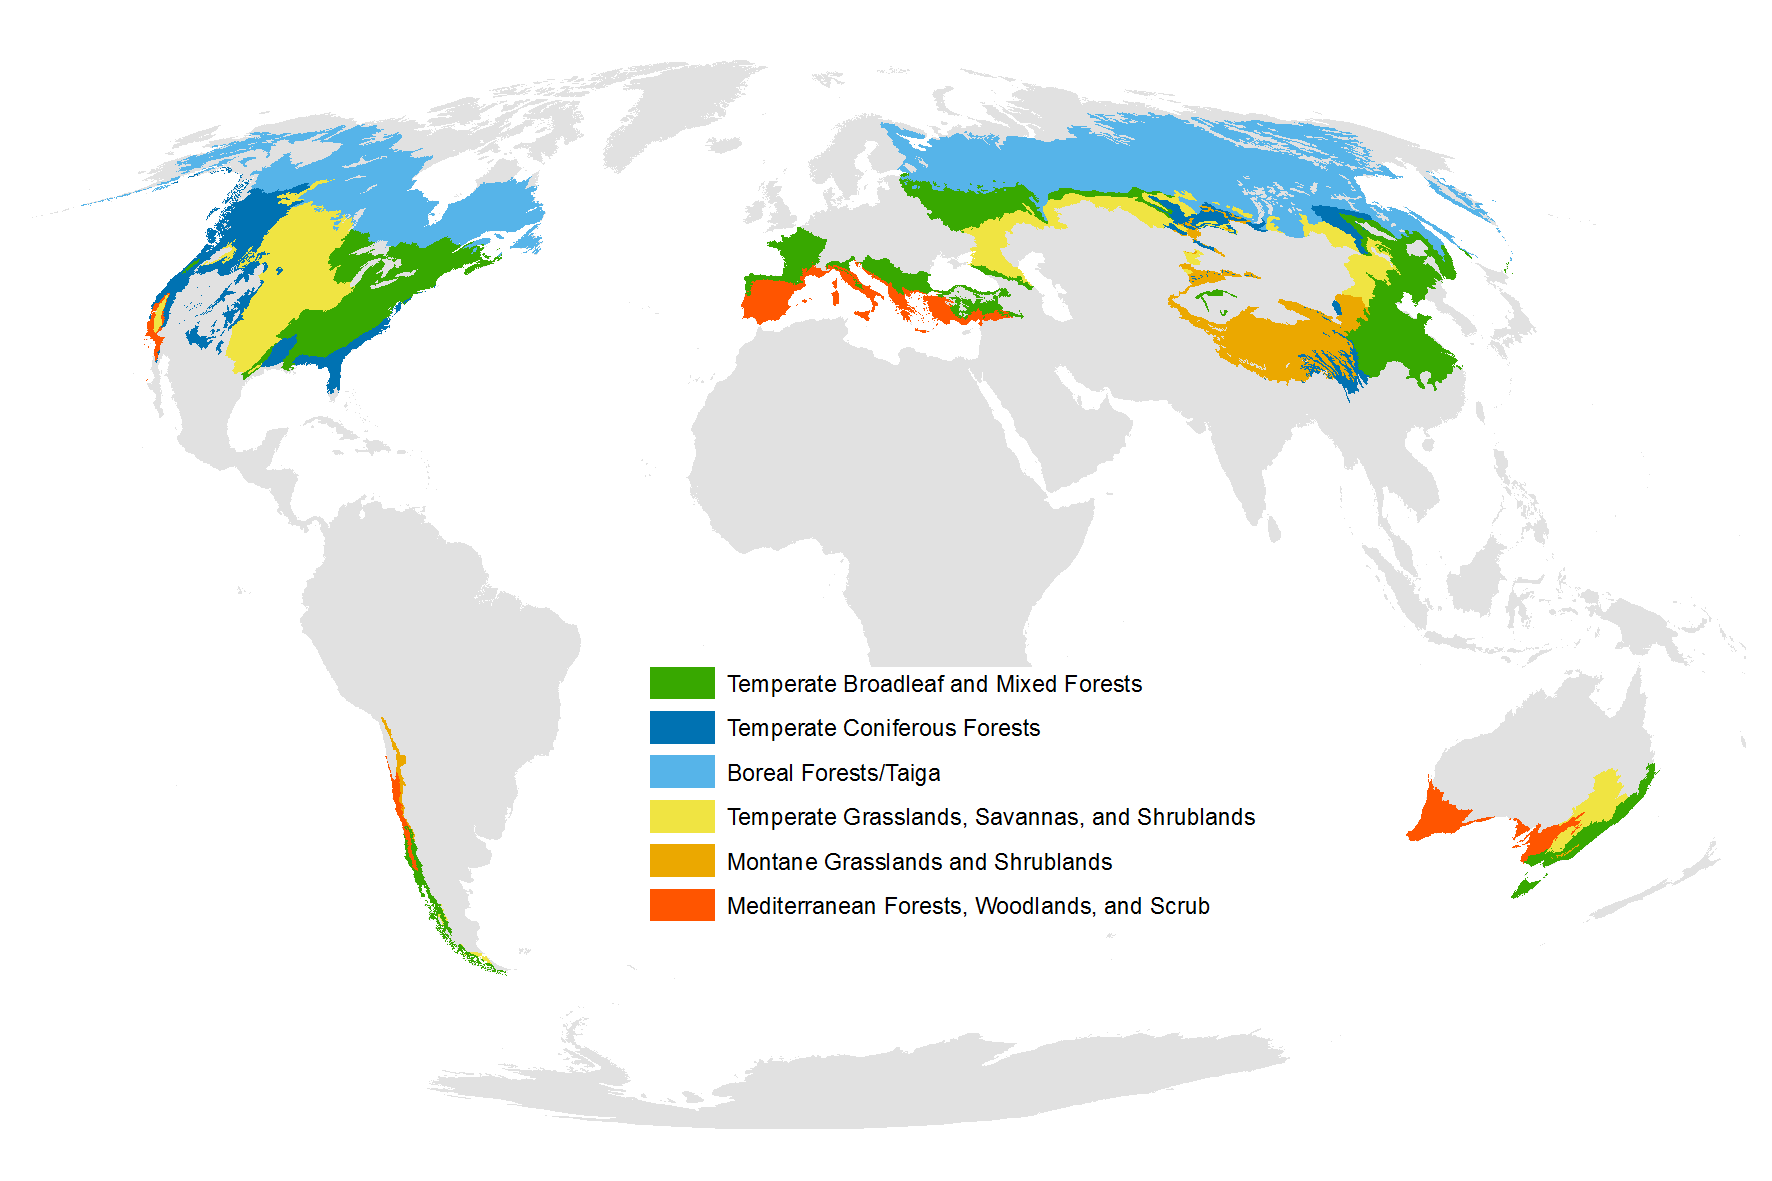 Temperate Broadleaf and Mixed Forests
Temperate Coniferous Forests
Boreal Forests/Taiga
Temperate Grasslands, Savannas, and Shrublands
Montane Grasslands and Shrublands
Mediterranean Forests, Woodlands, and Scrub